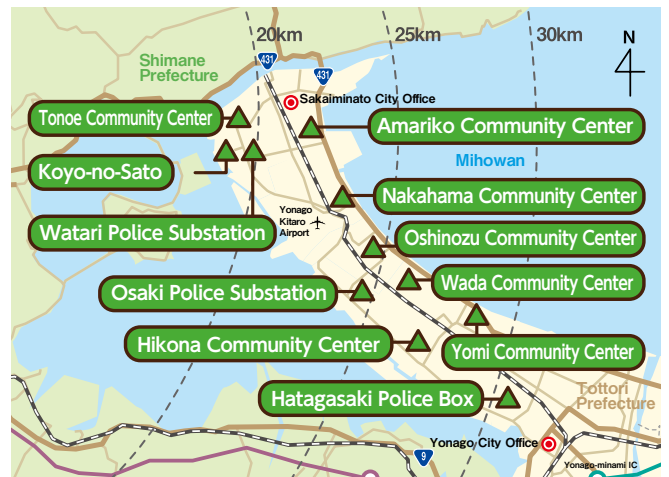 20km
25km
30km
N
Shimane
Prefecture
431
431
Sakaiminato City Office
Tonoe Community Center
Amariko Community Center
Koyo-no-Sato
Mihowan
Nakahama Community Center
Yonago
Kitaro
Airport
Watari Police Substation
Oshinozu Community Center
Wada Community Center
Osaki Police Substation
Hikona Community Center
Yomi Community Center
Tottori
Prefecture
Hatagasaki Police Box
Yonago City Office
9
Yonago-minami IC